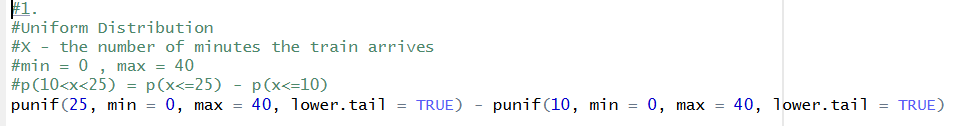 #1.
#Uniform Distribution
#X - the number of minutes the train arrives
#min = 0 , max = 40
#p(10<x<25) = p(x<=25) - p(x<=10)
punif(25, min = 0, max = 40, lower.tail = TRUE) - punif(10, min = 0, max = 40, lower.tail = TRUE)